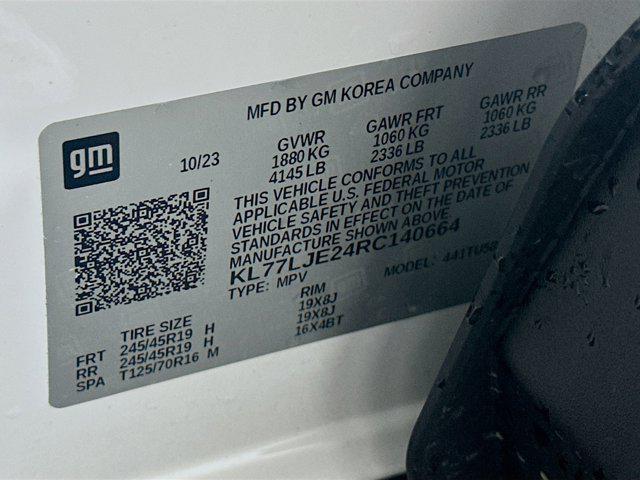 MFD BY GM KOREA COMPANY
gm
10/23
GVWR GAWR FRT GAWR RR
1880 KG 1060 KG 1060 KG
4145 LB 2336 LB 2336 LB
THIS VEHICLE CONFORMS TO ALL
APPLICABLE U.S. FEDERAL MOTOR
VEHICLE SAFETY AND THEFT PREVENTION
STANDARDS IN EFFECT ON THE DATE OF
MANUFACTURE SHOWN ABOVE.
KL77LJE24RC140664
TYPE: MPV MODEL:
TIRE SIZE RIM
FRT 245/45R19 H 19X8J
RR 245/45R19 H 19X8J
SPA T125/70R16 M 16X4BT